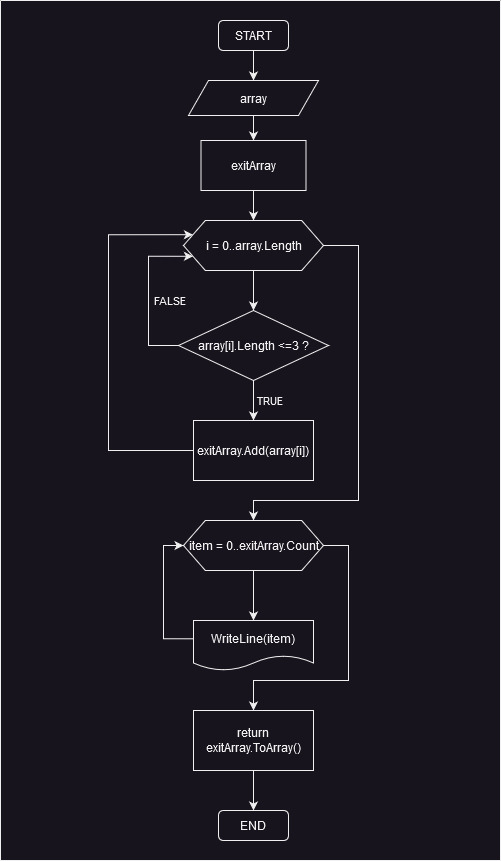 START
array
exitArray
i = 0..array.Length
FALSE
array[i].Length <=3 ?
TRUE
exitArray.Add(array[i])
item = 0..exitArray.Count
WriteLine(item)
return
exitArray.ToArray()
END